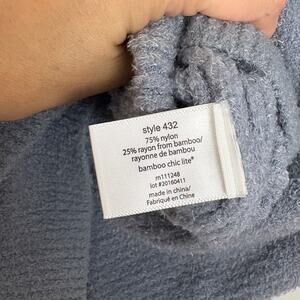 style 432
75% nylon
25% rayon from bamboo/
rayonne de bambou
bamboo chic lite®
m111248
lot #20160411
made in china/
Fabriqué en Chine